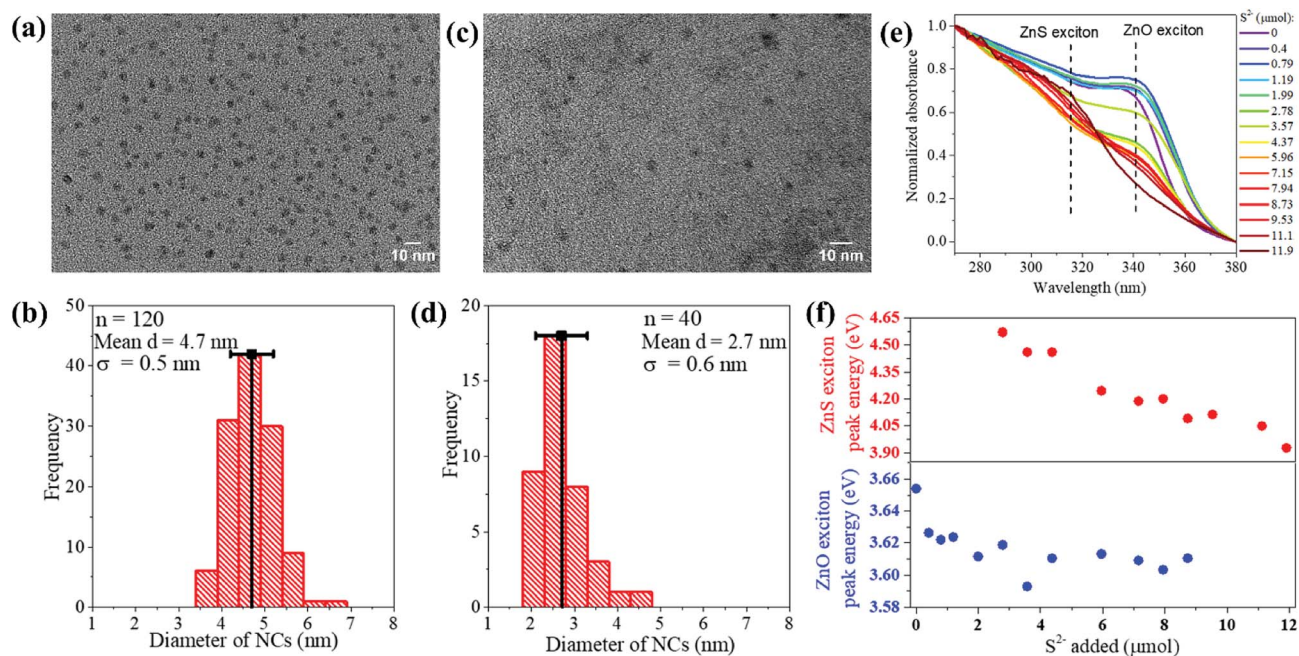 (a)
10 nm
(c)
10 nm
(e)
ZnS exciton
ZnO exciton
S²⁻ (μmol):
0
0.4
0.79
1.19
1.99
2.78
3.57
4.37
5.96
7.15
7.94
8.73
9.53
11.1
11.9
1.0
0.8
0.6
0.4
0.2
0.0
Normalized absorbance
280 300 320 340 360 380
Wavelength (nm)
(b)
n = 120
Mean d = 4.7 nm
σ = 0.5 nm
50
40
30
20
10
0
Frequency
1 2 3 4 5 6 7 8
Diameter of NCs (nm)
(d)
n = 40
Mean d = 2.7 nm
σ = 0.6 nm
20
15
10
5
0
Frequency
1 2 3 4 5 6 7 8
Diameter of NCs (nm)
(f)
4.65
4.50
4.35
4.20
4.05
3.90
ZnS exciton
peak energy (eV)
3.66
3.64
3.62
3.60
3.58
ZnO exciton
peak energy (eV)
0 2 4 6 8 10 12
S²⁻ added (μmol)